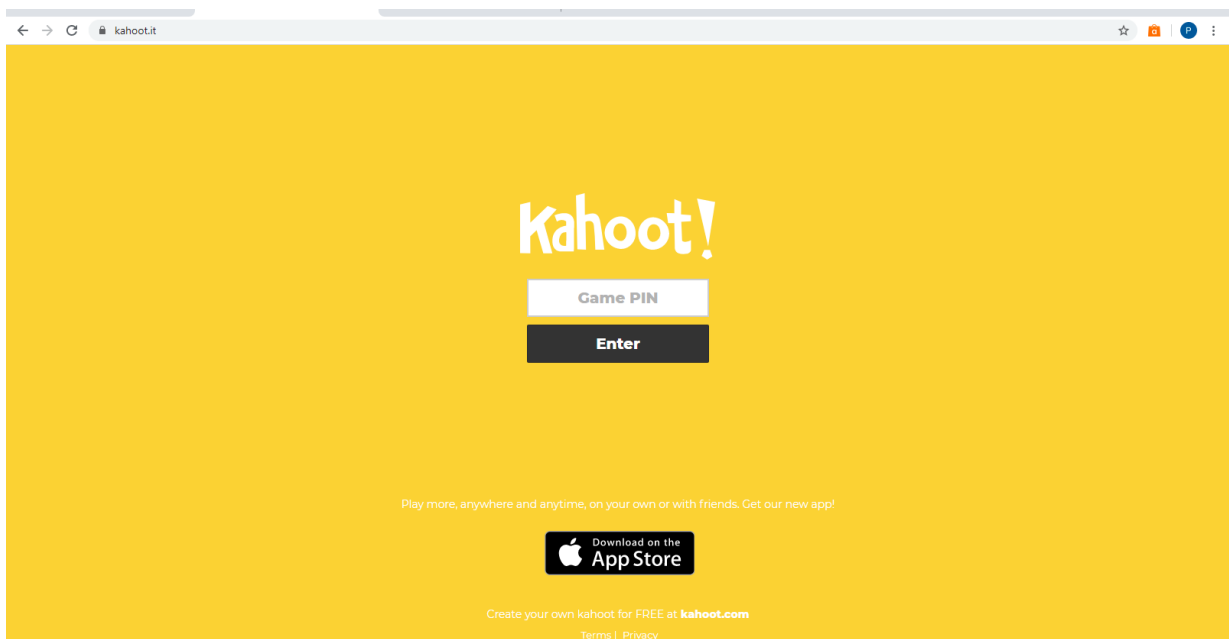 kahoot.it
P
Kahoot!
Game PIN
Enter
Play more, anywhere and anytime, on your own or with friends. Get our new app!
Download on the
App Store
Create your own kahoot for FREE at kahoot.com
Terms | Privacy